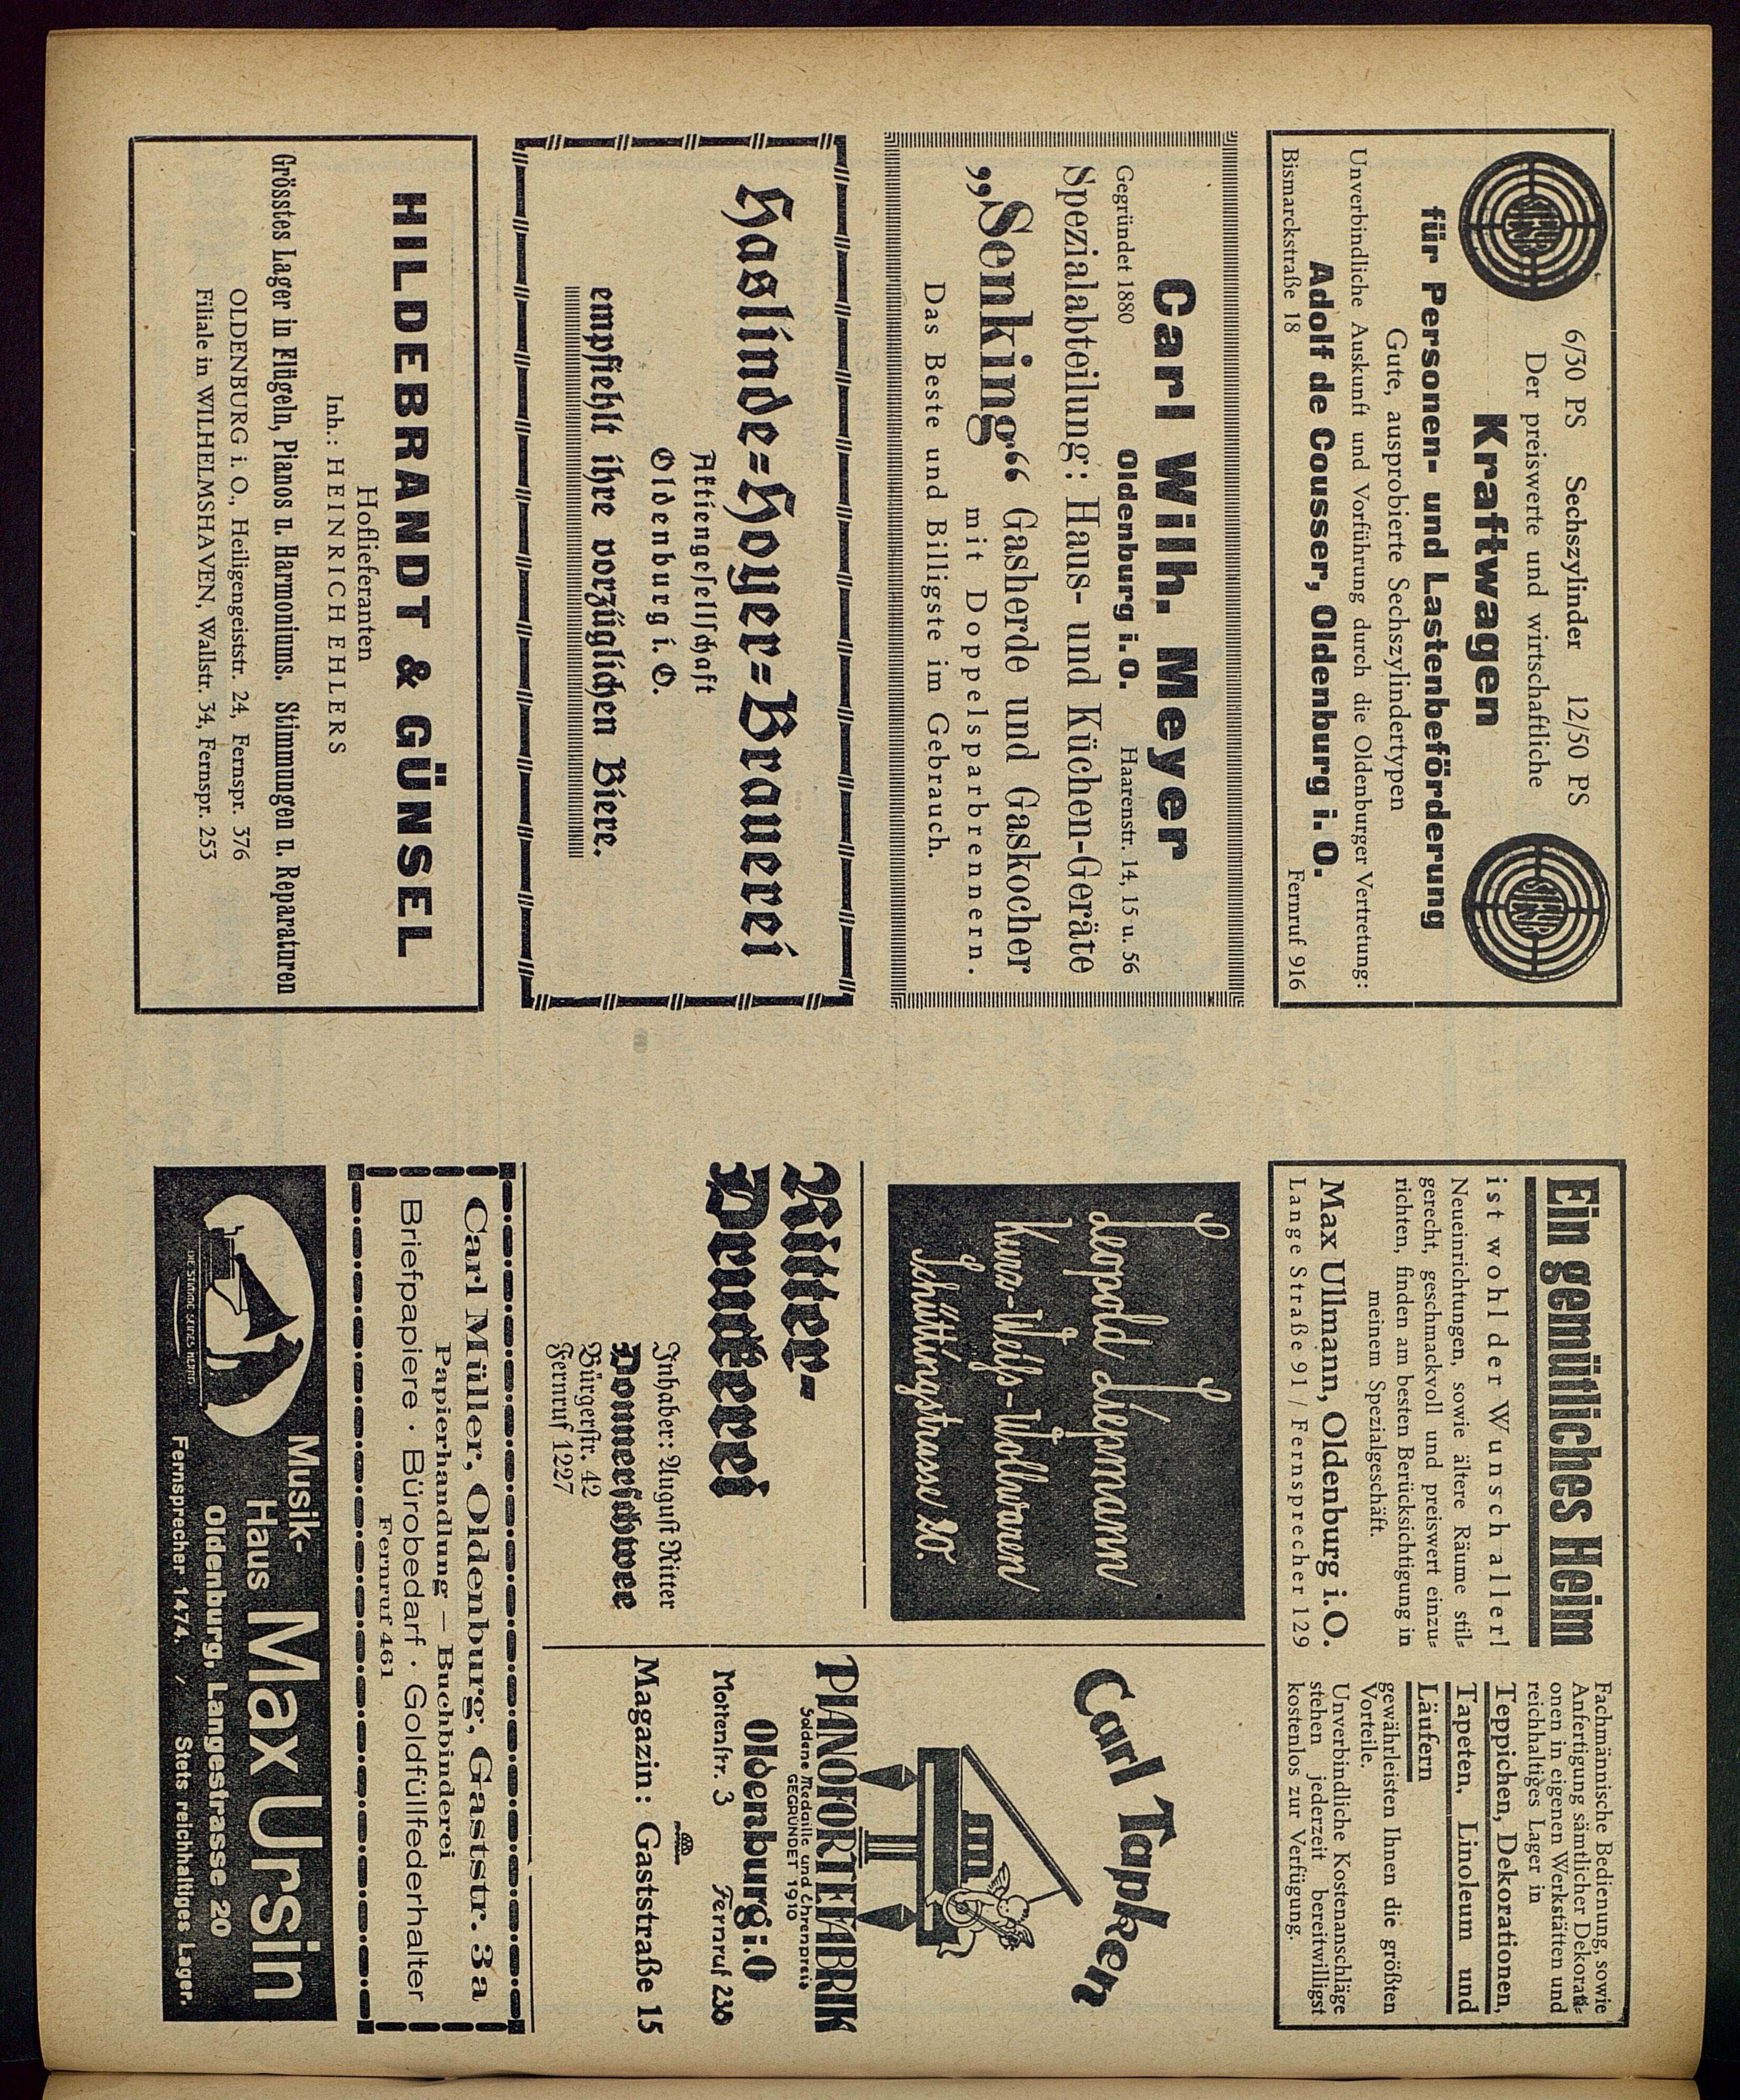 6/30 PS Sechszylinder 12/50 PS
Der preiswerte und wirtschaftliche
Kraftwagen
für Personen- und Lastenbeförderung
Gute, ausprobierte Sechszylindertypen
Unverbindliche Auskunft und Vorführung durch die Oldenburger Vertretung:
Adolf de Cousser, Oldenburg i. O.
Bismarckstraße 18 Fernruf 916
Carl Wilh. Meyer
Gegründet 1880 Oldenburg i. O. Haarenstr. 14, 15 u. 56
Spezialabteilung: Haus- und Küchen-Geräte
„Senking“ Gasherde und Gaskocher
mit Doppelsparbrennern.
Das Beste und Billigste im Gebrauch.
Haslinde=Hoyer=Brauerei
Aktiengesellschaft
Oldenburg i. O.
empfiehlt ihre vorzüglichen Biere.
HILDEBRANDT & GÜNSEL
Hoflieferanten
Inh.: HEINRICH EHLERS
Grösstes Lager in Flügeln, Pianos u. Harmoniums. Stimmungen u. Reparaturen
OLDENBURG i. O., Heiligengeiststr. 24, Fernspr. 376
Filiale in WILHELMSHAVEN, Wallstr. 34, Fernspr. 253
Ein gemütliches Heim
ist wohl der Wunsch aller!
Neueinrichtungen, sowie ältere Räume stil=
gerecht, geschmackvoll und preiswert einzu=
richten, finden am besten Berücksichtigung in
meinem Spezialgeschäft.
Max Ullmann, Oldenburg i. O.
Lange Straße 91 / Fernsprecher 129
Fachmännische Bedienung, sowie
Anfertigung sämtlicher Dekorati=
onen in eigenen Werkstätten und
reichhaltiges Lager in
Teppichen, Dekorationen,
Tapeten, Linoleum und
Läufern
gewährleisten Ihnen die größten
Vorteile.
Unverbindliche Kostenanschläge
stehen jederzeit bereitwilligst
kostenlos zur Verfügung.
Leopold Liepmann
Kurz-Weiß-Wollwaren
Schüttingstrasse 20.
Carl Tapken
PIANOFORTEFABRIK
Goldene Medaille und Ehrenpreis
GEGRÜNDET 1910
Oldenburg i. O
Mottenstr. 3 Fernruf 230
Magazin: Gaststraße 15
Ritter-
Druckerei
Inhaber: August Ritter
Donnerschwee
Bürgerstr. 42
Fernruf 1227
Carl Müller, Oldenburg, Gaststr. 3a
Papierhandlung — Buchbinderei
Briefpapiere · Bürobedarf · Goldfüllfederhalter
Fernruf 461
DIE STIMME SEINES HERRN
Musik-
Haus Max Ursin
Oldenburg, Langestrasse 20
Fernsprecher 1474. / Stets reichhaltiges Lager.